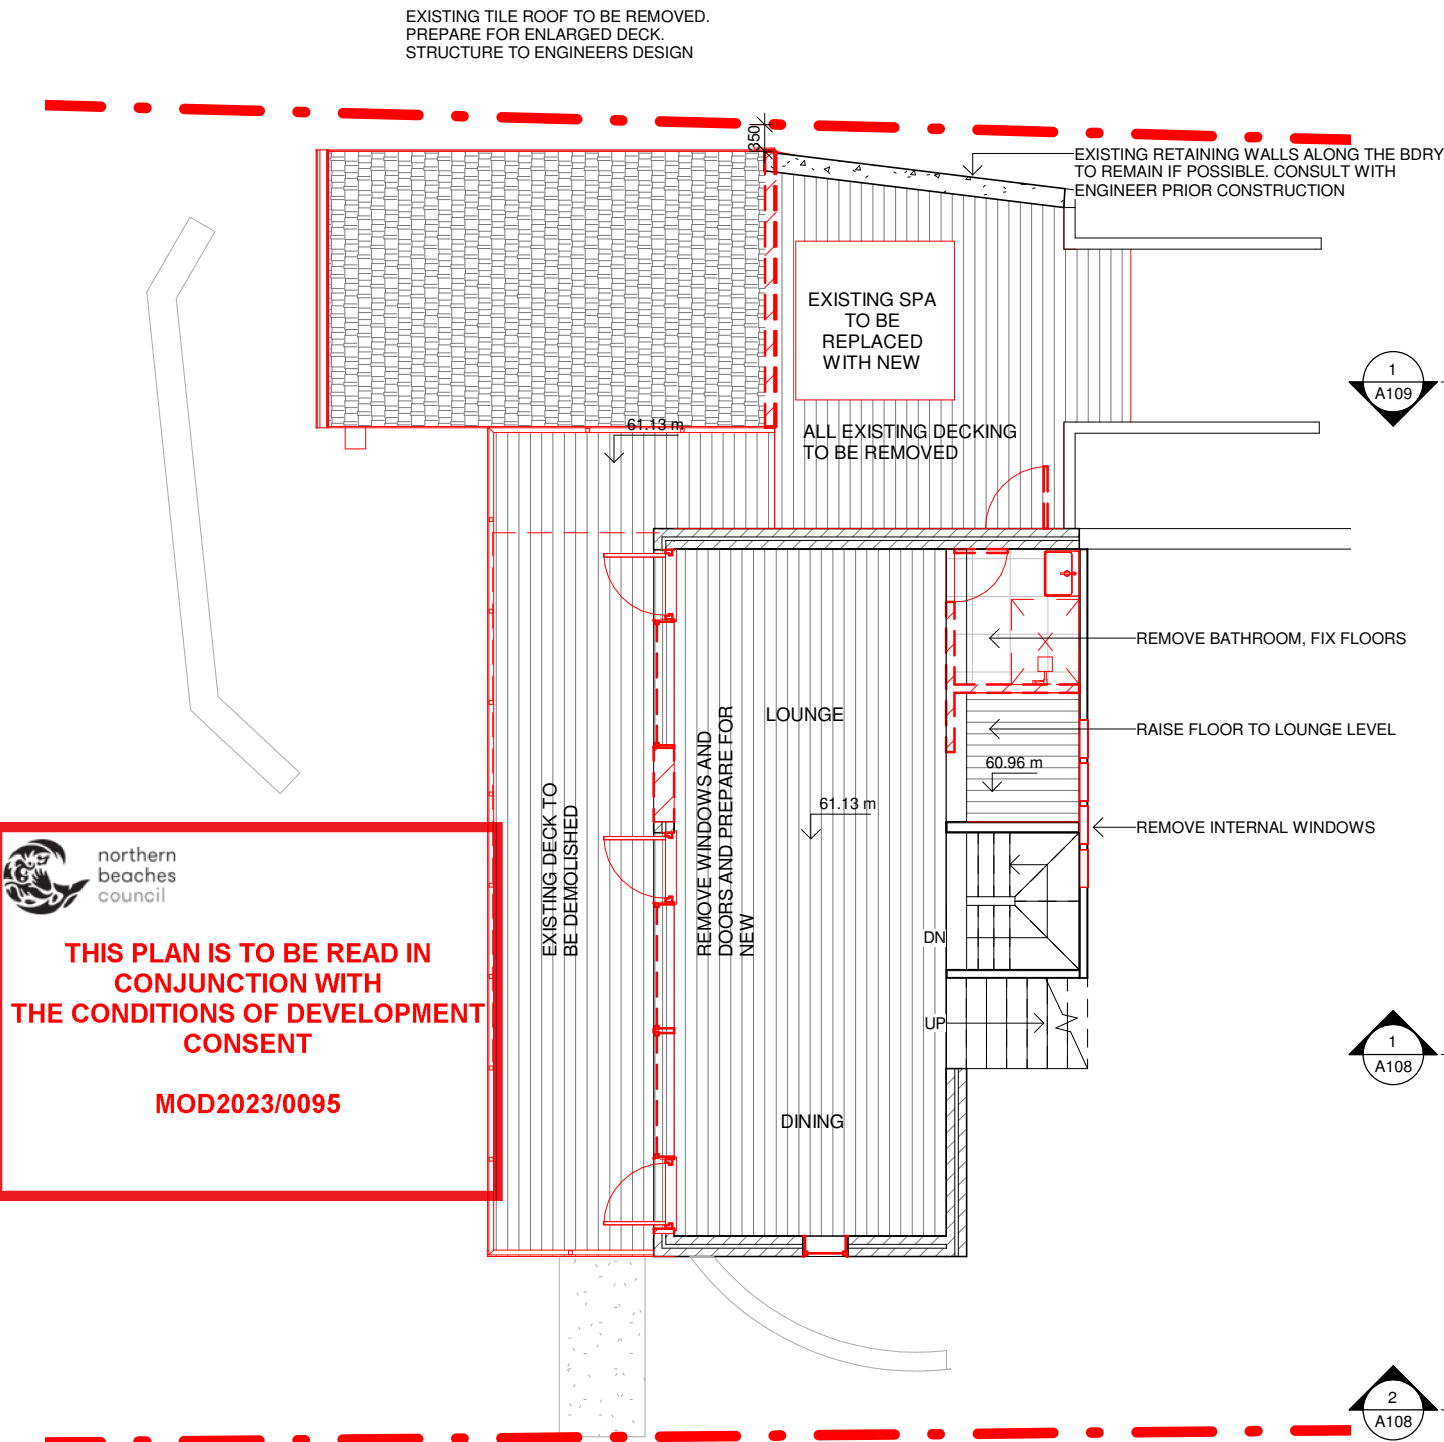 EXISTING TILE ROOF TO BE REMOVED.
PREPARE FOR ENLARGED DECK.
STRUCTURE TO ENGINEERS DESIGN
350
EXISTING RETAINING WALLS ALONG THE BDRY
TO REMAIN IF POSSIBLE. CONSULT WITH
ENGINEER PRIOR CONSTRUCTION
EXISTING SPA
TO BE
REPLACED
WITH NEW
1
A109
61.13 m
ALL EXISTING DECKING
TO BE REMOVED
REMOVE BATHROOM, FIX FLOORS
LOUNGE
RAISE FLOOR TO LOUNGE LEVEL
60.96 m
61.13 m
REMOVE INTERNAL WINDOWS
EXISTING DECK TO
BE DEMOLISHED
REMOVE WINDOWS AND
DOORS AND PREPARE FOR
NEW
northern
beaches
council
THIS PLAN IS TO BE READ IN
CONJUNCTION WITH
THE CONDITIONS OF DEVELOPMENT
CONSENT
MOD2023/0095
DN
UP
1
A108
DINING
2
A108